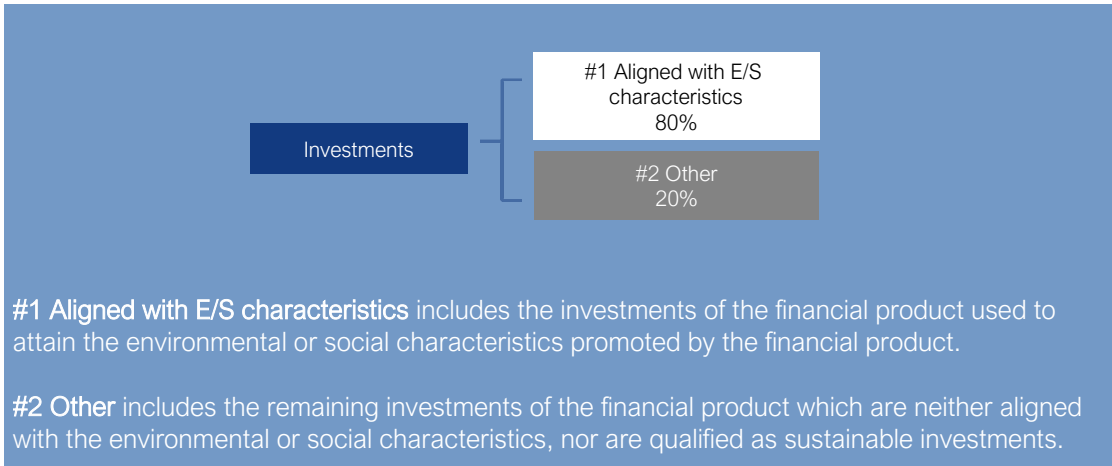 #1 Aligned with E/S
characteristics
80%
Investments
#2 Other
20%
#1 Aligned with E/S characteristics includes the investments of the financial product used to
attain the environmental or social characteristics promoted by the financial product.
#2 Other includes the remaining investments of the financial product which are neither aligned
with the environmental or social characteristics, nor are qualified as sustainable investments.